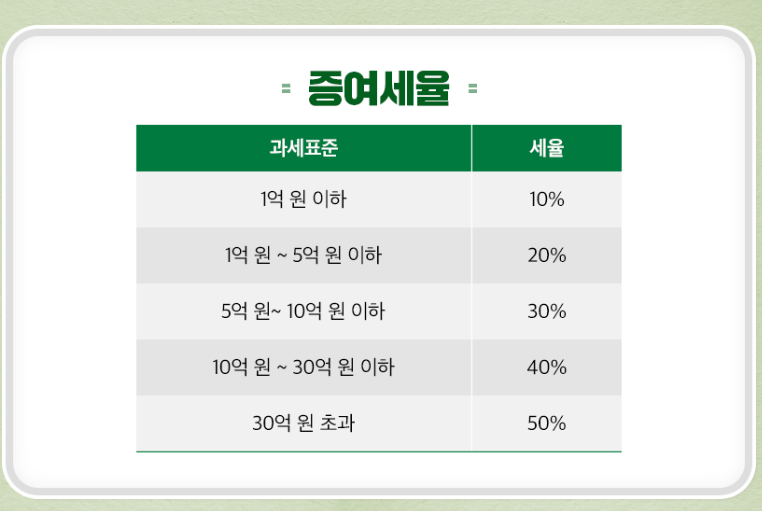 = 증여세율 =
과세표준 세율
1억 원 이하 10%
1억 원 ~ 5억 원 이하 20%
5억 원~ 10억 원 이하 30%
10억 원 ~ 30억 원 이하 40%
30억 원 초과 50%